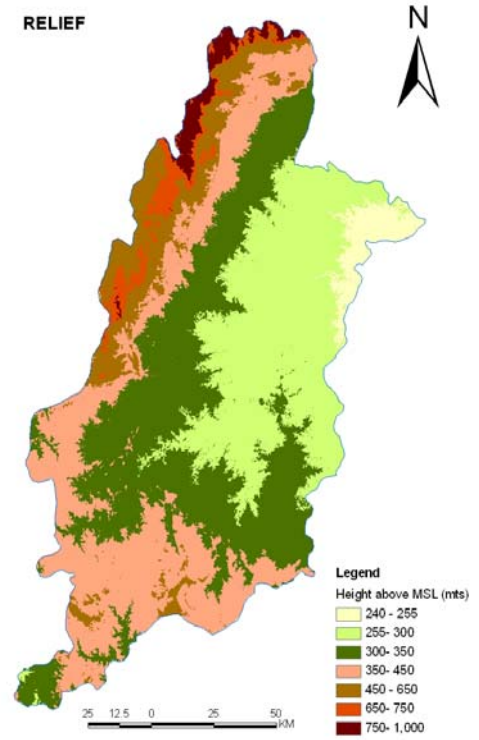 RELIEF
N
Legend
Height above MSL (mts)
240 - 255
255- 300
300- 350
350 - 450
450 - 650
650- 750
750- 1,000
25 12.5 0 25 50
KM